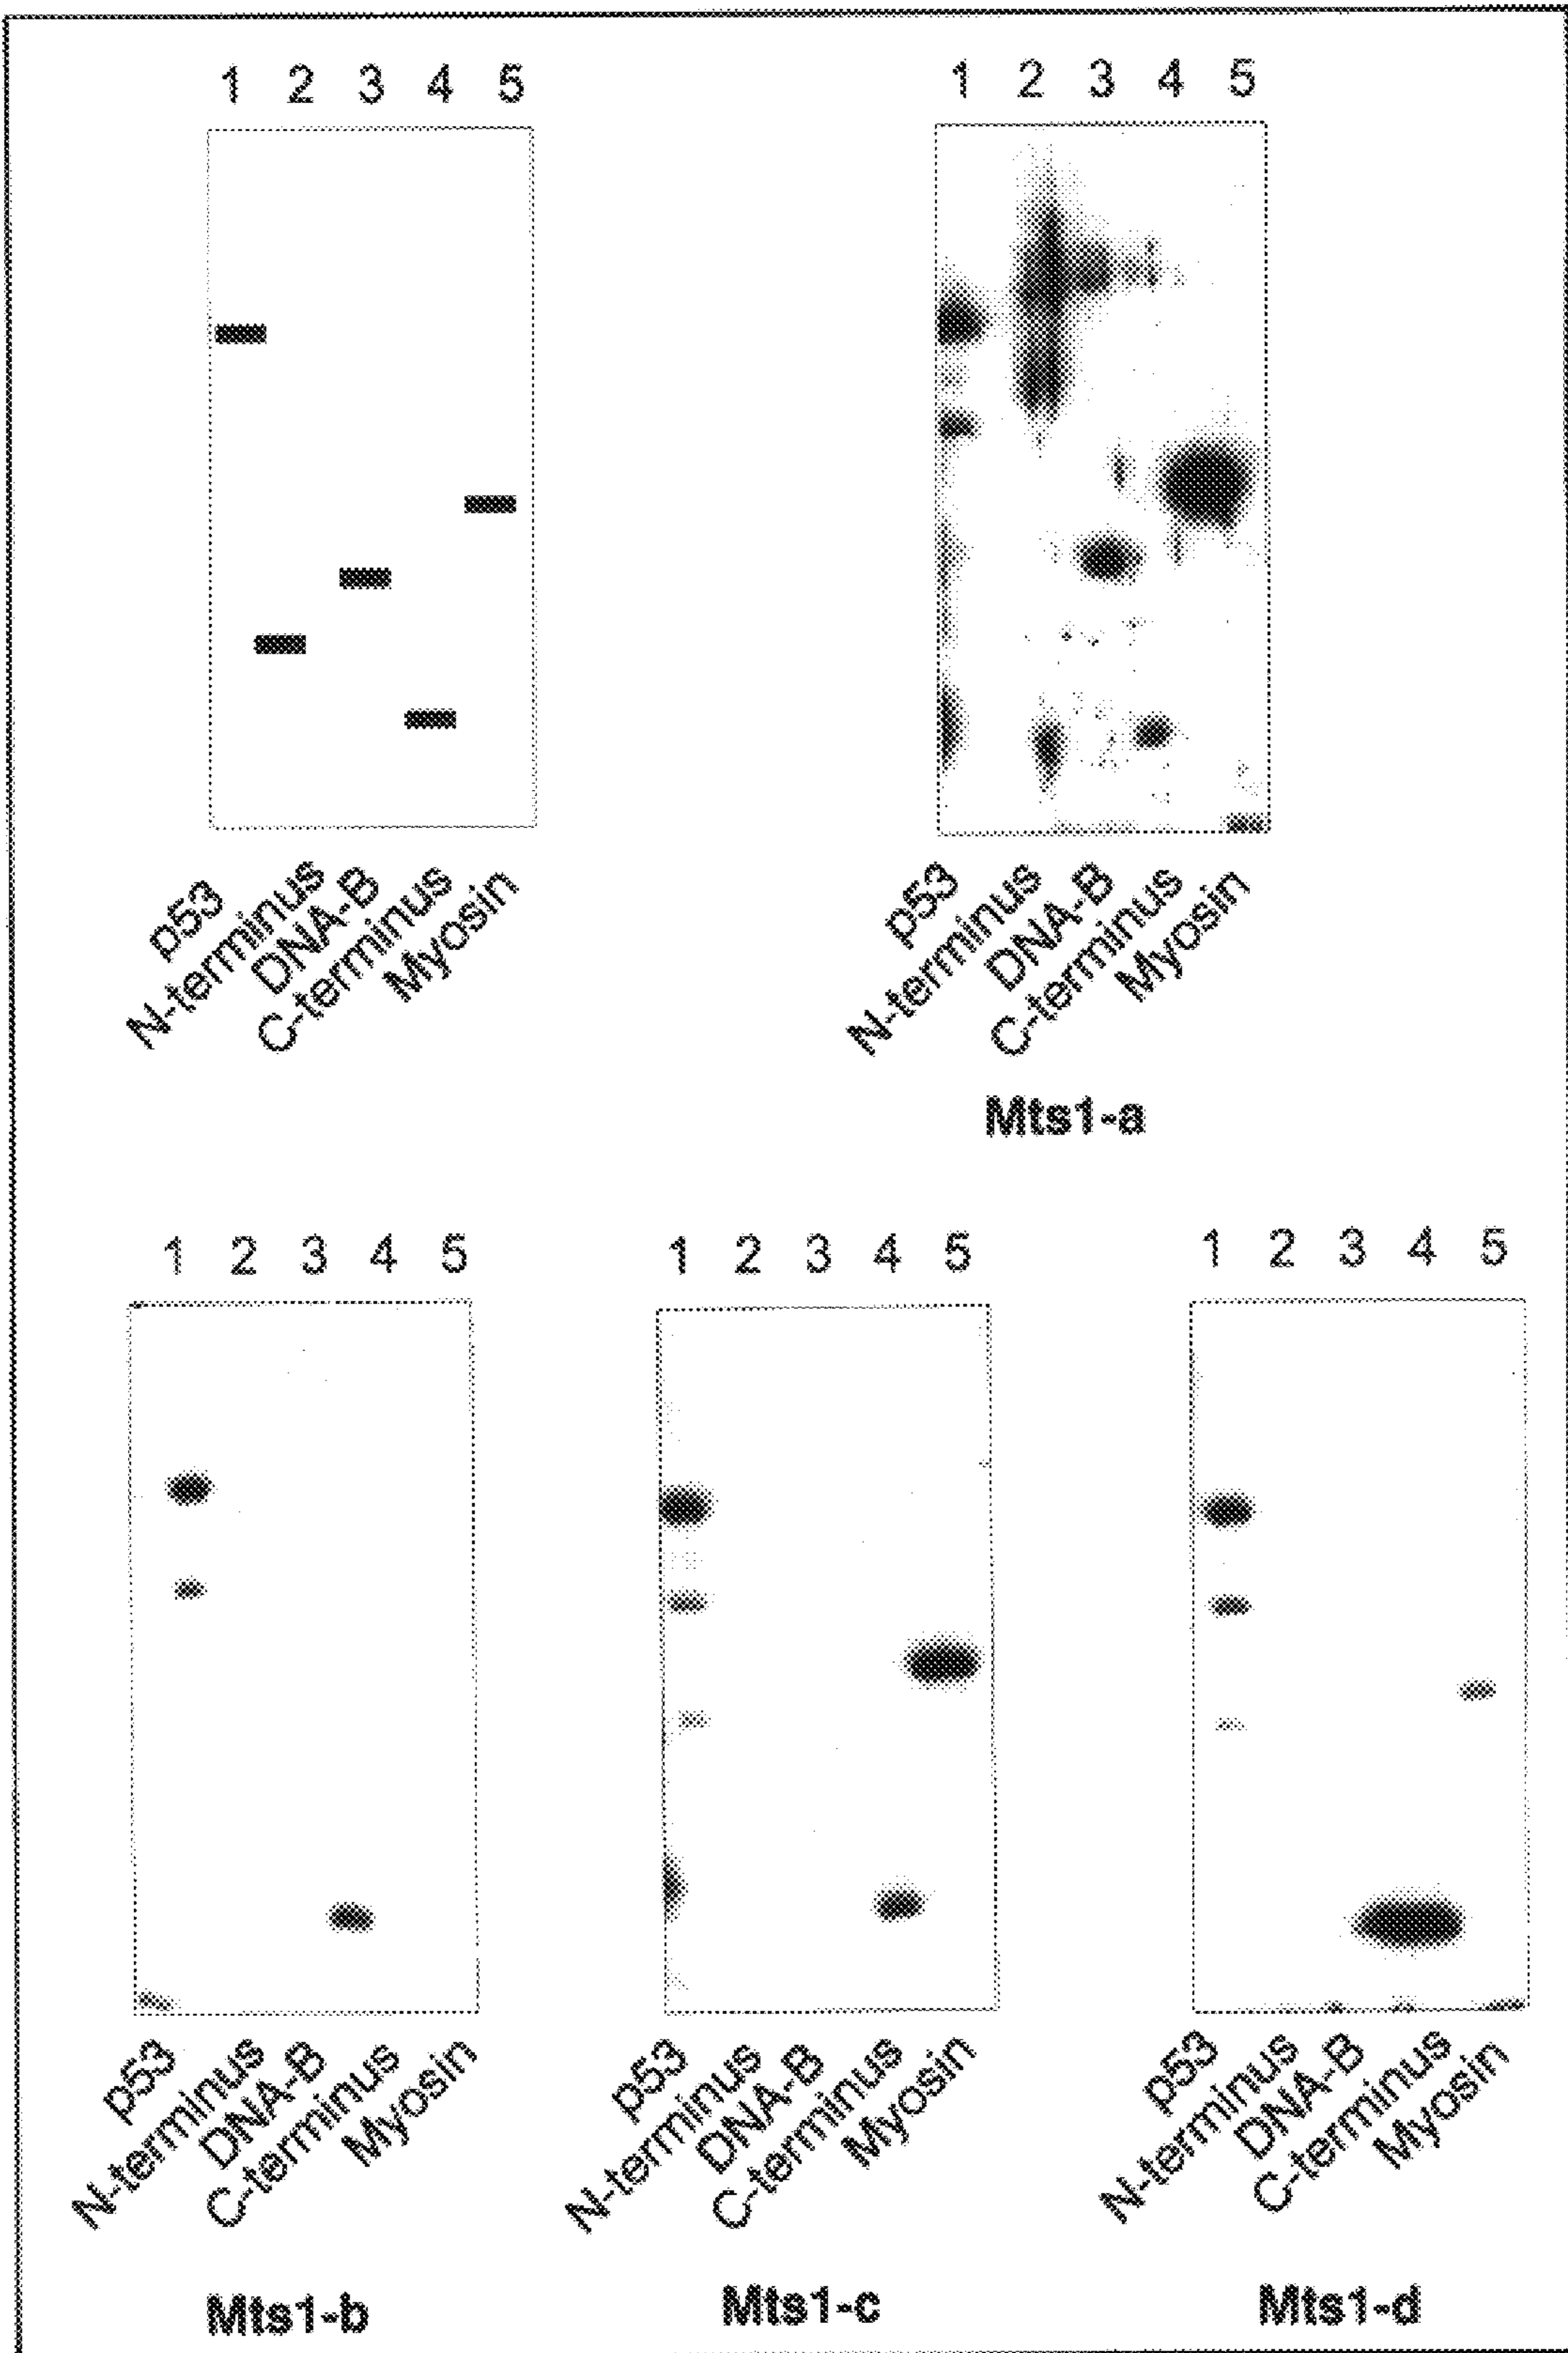 1 2 3 4 5
p53
N-terminus
DNA-B
C-terminus
Myosin
1 2 3 4 5
p53
N-terminus
DNA-B
C-terminus
Myosin
Mts1-a
1 2 3 4 5
p53
N-terminus
DNA-B
C-terminus
Myosin
Mts1-b
1 2 3 4 5
p53
N-terminus
DNA-B
C-terminus
Myosin
Mts1-c
1 2 3 4 5
p53
N-terminus
DNA-B
C-terminus
Myosin
Mts1-d